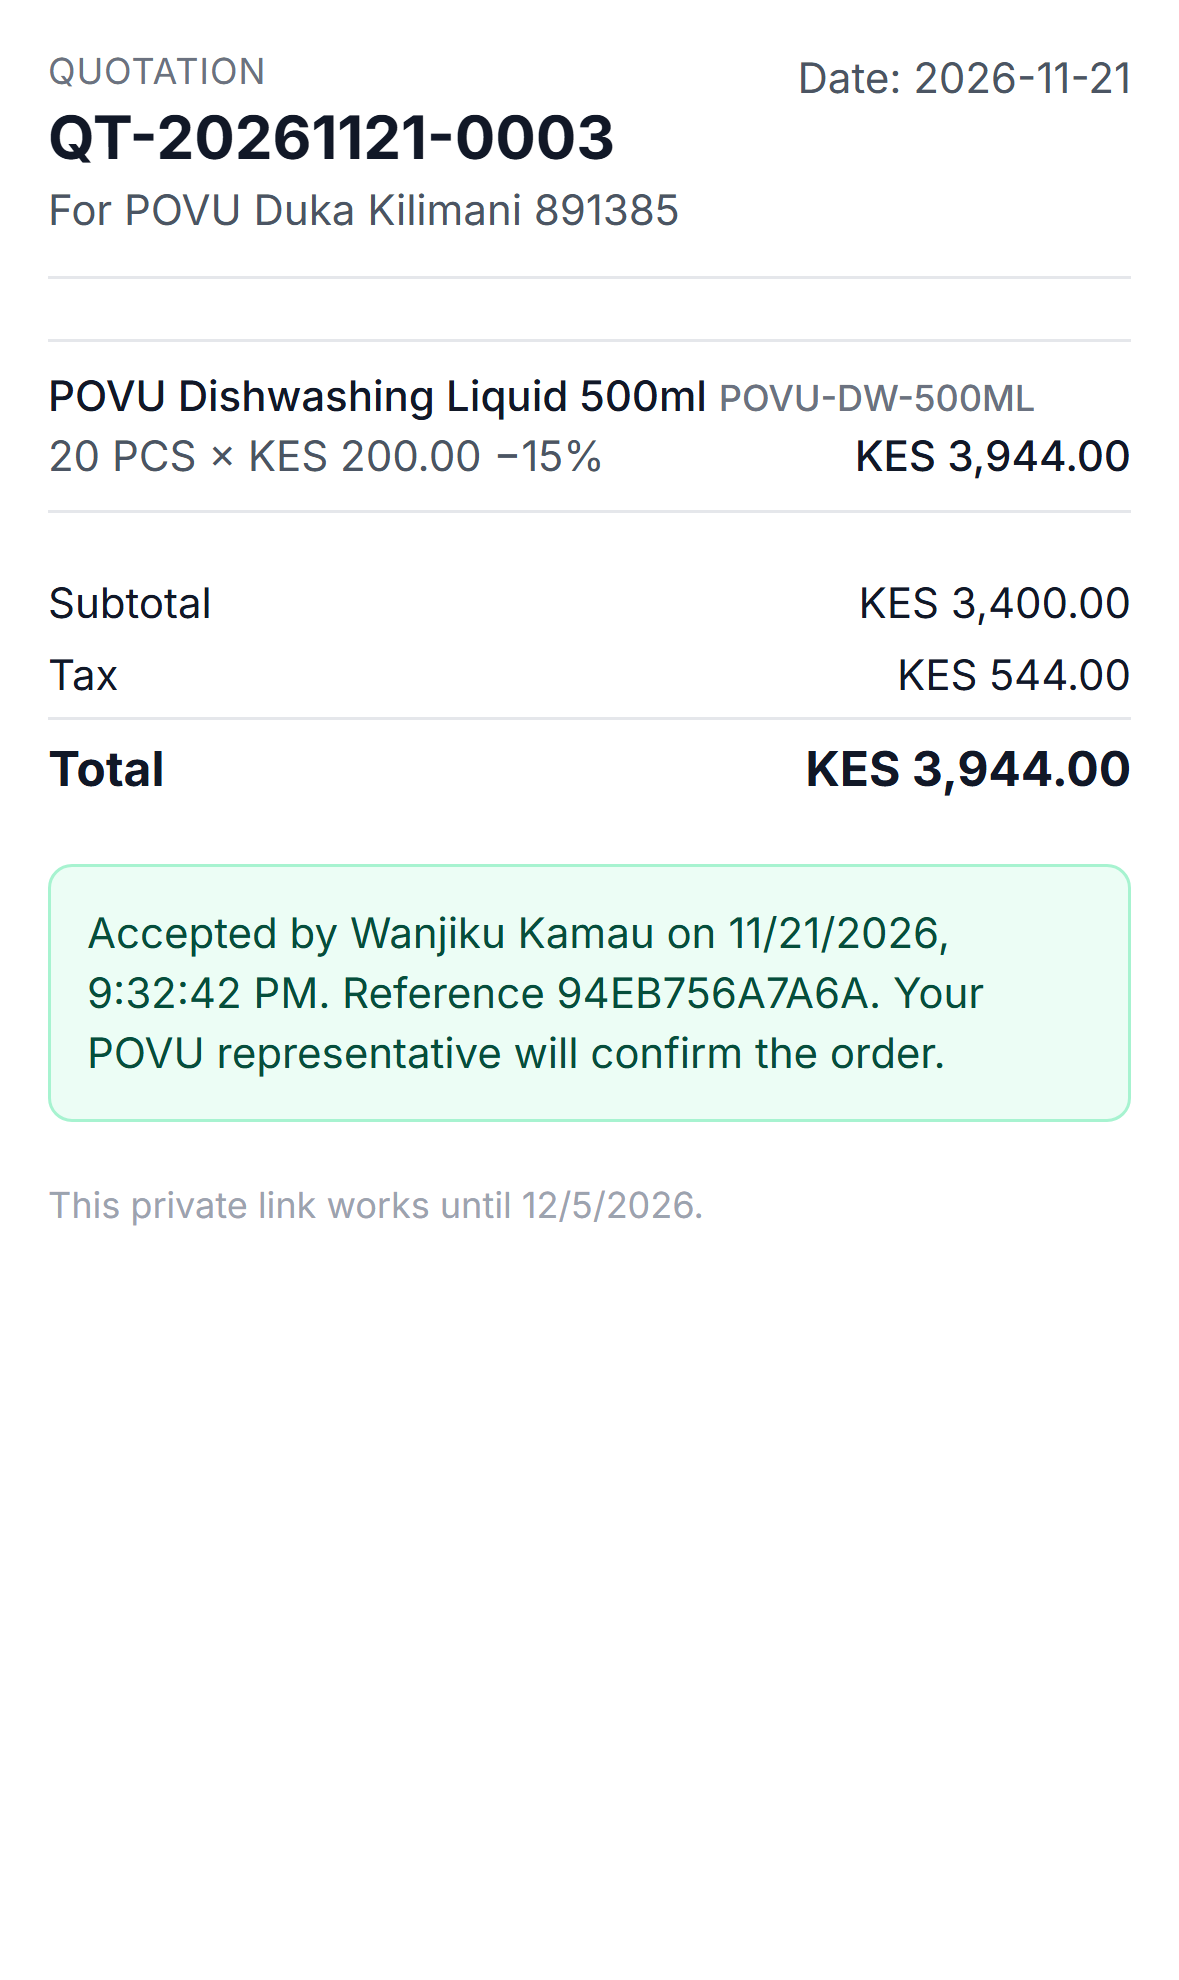 QUOTATION
Date: 2026-11-21
QT-20261121-0003
For POVU Duka Kilimani 891385
POVU Dishwashing Liquid 500ml POVU-DW-500ML
20 PCS × KES 200.00 −15% KES 3,944.00
Subtotal KES 3,400.00
Tax KES 544.00
Total KES 3,944.00
Accepted by Wanjiku Kamau on 11/21/2026,
9:32:42 PM. Reference 94EB756A7A6A. Your
POVU representative will confirm the order.
This private link works until 12/5/2026.